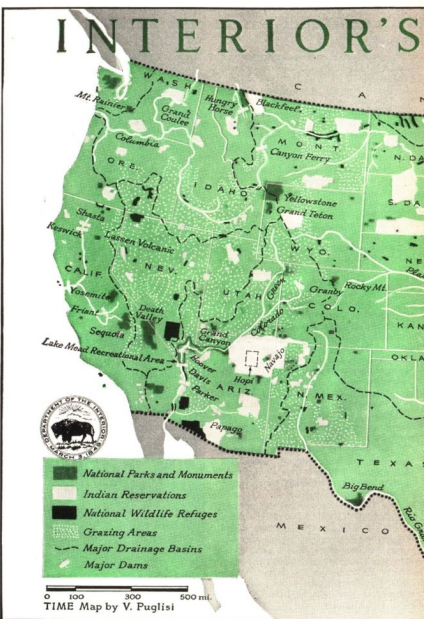 INTERIOR'S
C A N
WASH.
Mt. Rainier
Grand
Coulee
Hungry
Horse
Blackfeet
Columbia
MONT.
Canyon Ferry
N. DA
ORE.
IDAHO
Yellowstone
Grand Teton
S. DA
Shasta
Keswick
Lassen Volcanic
WYO.
NE
CALIF.
NEV.
UTAH
Green
Granby
Rocky Mt.
COLO.
Yosemite
Friant
Death
Valley
Grand
Canyon
Colorado
KAN
Sequoia
Lake Mead Recreational Area
Hoover
Davis
Parker
Hopi
Navajo
OKLA
ARIZ.
N. MEX.
Papago
TEXAS
Big Bend
MEXICO
DEPARTMENT OF THE INTERIOR
MARCH 3, 1849
National Parks and Monuments
Indian Reservations
National Wildlife Refuges
Grazing Areas
Major Drainage Basins
Major Dams
0 100 300 500 mi.
TIME Map by V. Puglisi